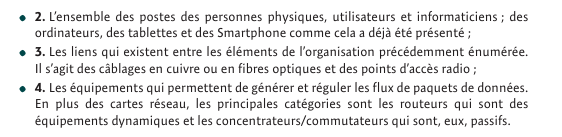 • 2. L'ensemble des postes des personnes physiques, utilisateurs et informaticiens ; des
ordinateurs, des tablettes et des Smartphone comme cela a déjà été présenté ;
• 3. Les liens qui existent entre les éléments de l'organisation précédemment énumérée.
Il s'agit des câblages en cuivre ou en fibres optiques et des points d'accès radio ;
• 4. Les équipements qui permettent de générer et réguler les flux de paquets de données.
En plus des cartes réseau, les principales catégories sont les routeurs qui sont des
équipements dynamiques et les concentrateurs/commutateurs qui sont, eux, passifs.